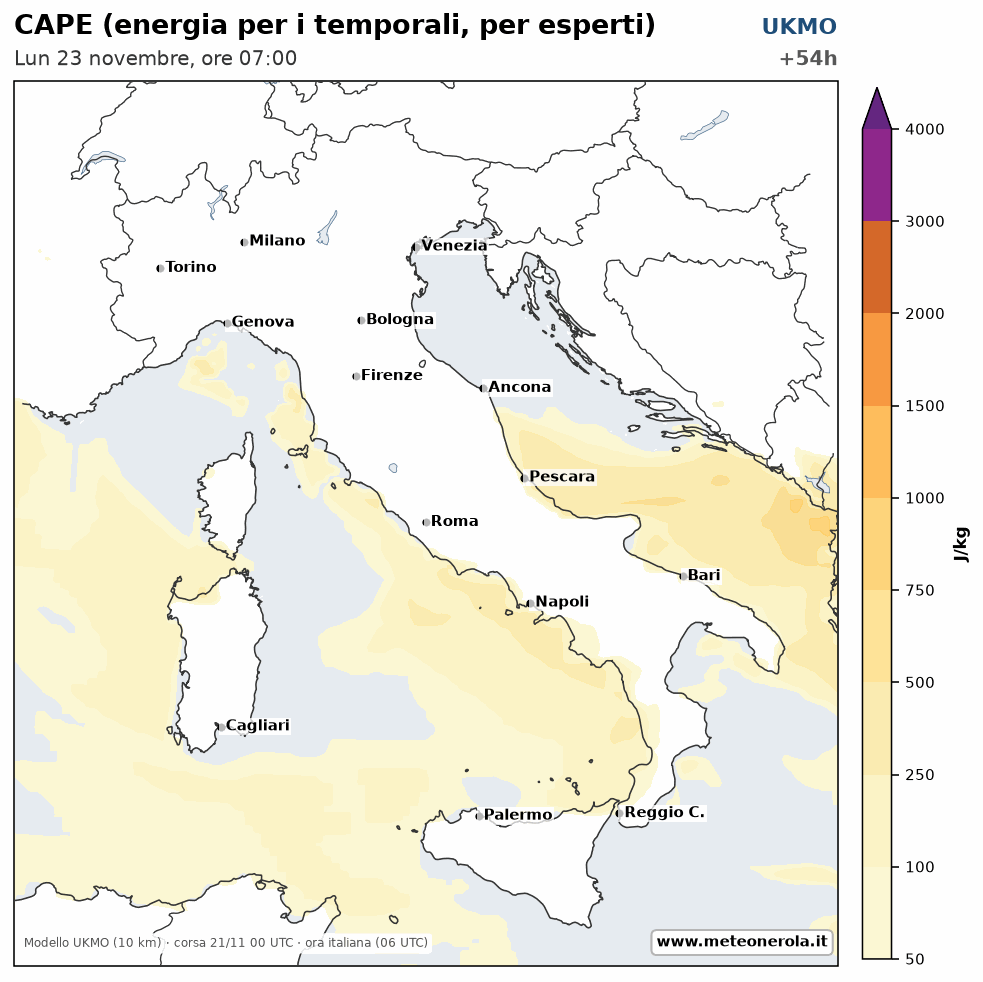 CAPE (energia per i temporali, per esperti)
UKMO
Lun 23 novembre, ore 07:00
+54h
4000
3000
2000
1500
1000
750
500
250
100
50
J/kg
Milano
Venezia
Torino
Genova
Bologna
Firenze
Ancona
Pescara
Roma
Bari
Napoli
Cagliari
Palermo
Reggio C.
Modello UKMO (10 km) · corsa 21/11 00 UTC · ora italiana (06 UTC)
www.meteonerola.it